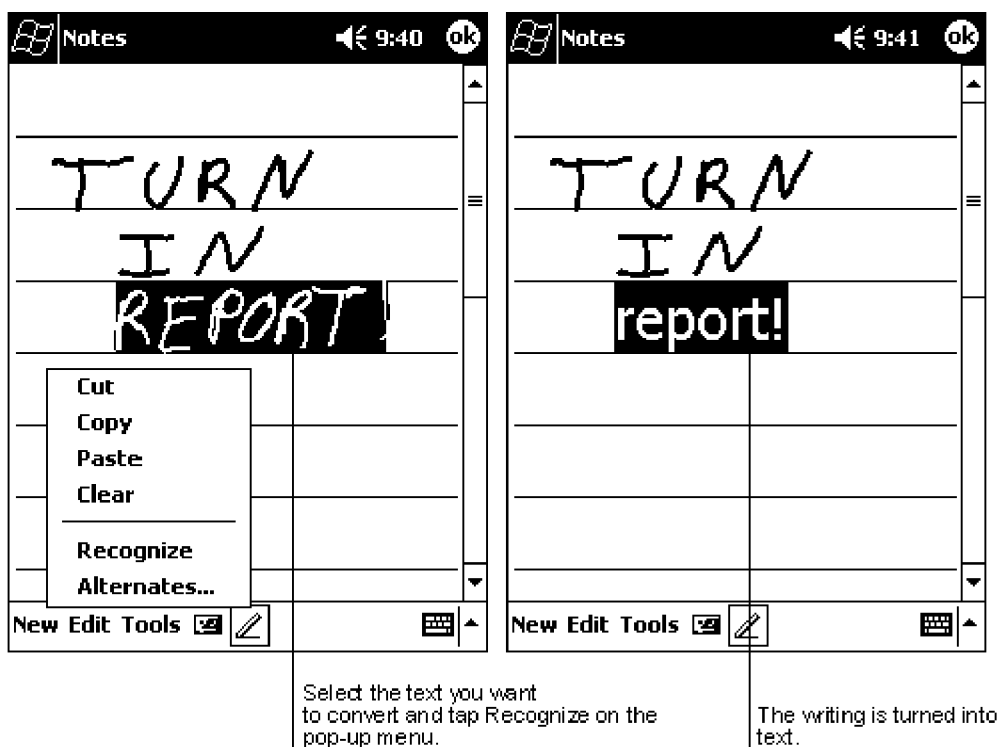 Notes 9:40 ok
TURN
IN
REPORT!
Cut
Copy
Paste
Clear
Recognize
Alternates...
New Edit Tools
Select the text you want
to convert and tap Recognize on the
pop-up menu.
Notes 9:41 ok
TURN
IN
report!
New Edit Tools
The writing is turned into
text.